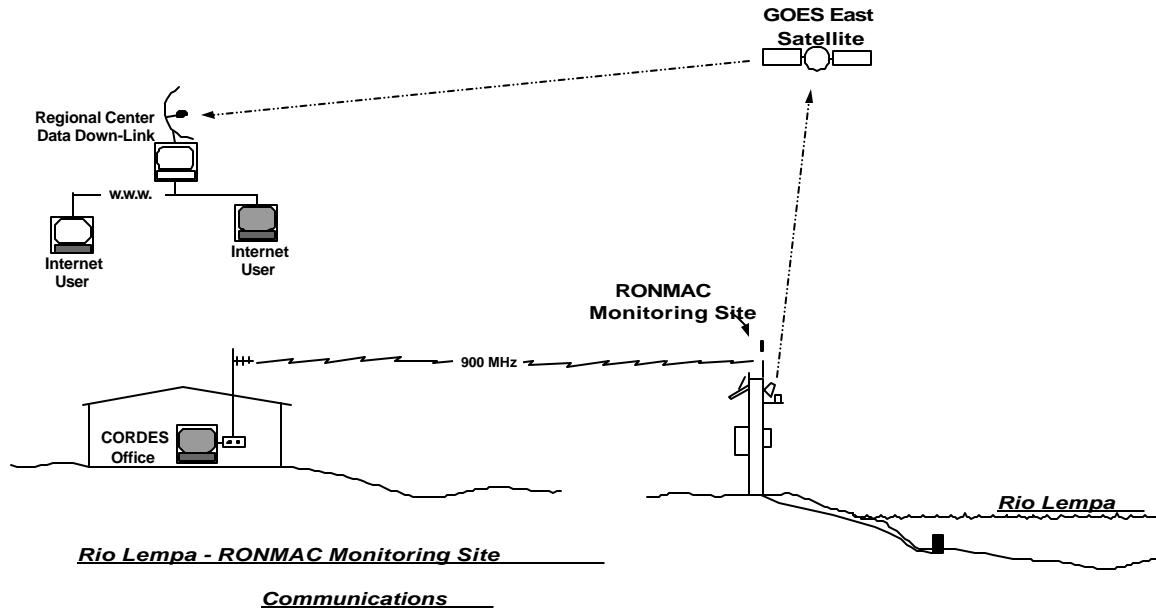 GOES East
Satellite
Regional Center
Data Down-Link
w.w.w.
Internet
User
Internet
User
RONMAC
Monitoring Site
900 MHz
CORDES
Office
Rio Lempa
Rio Lempa - RONMAC Monitoring Site
Communications